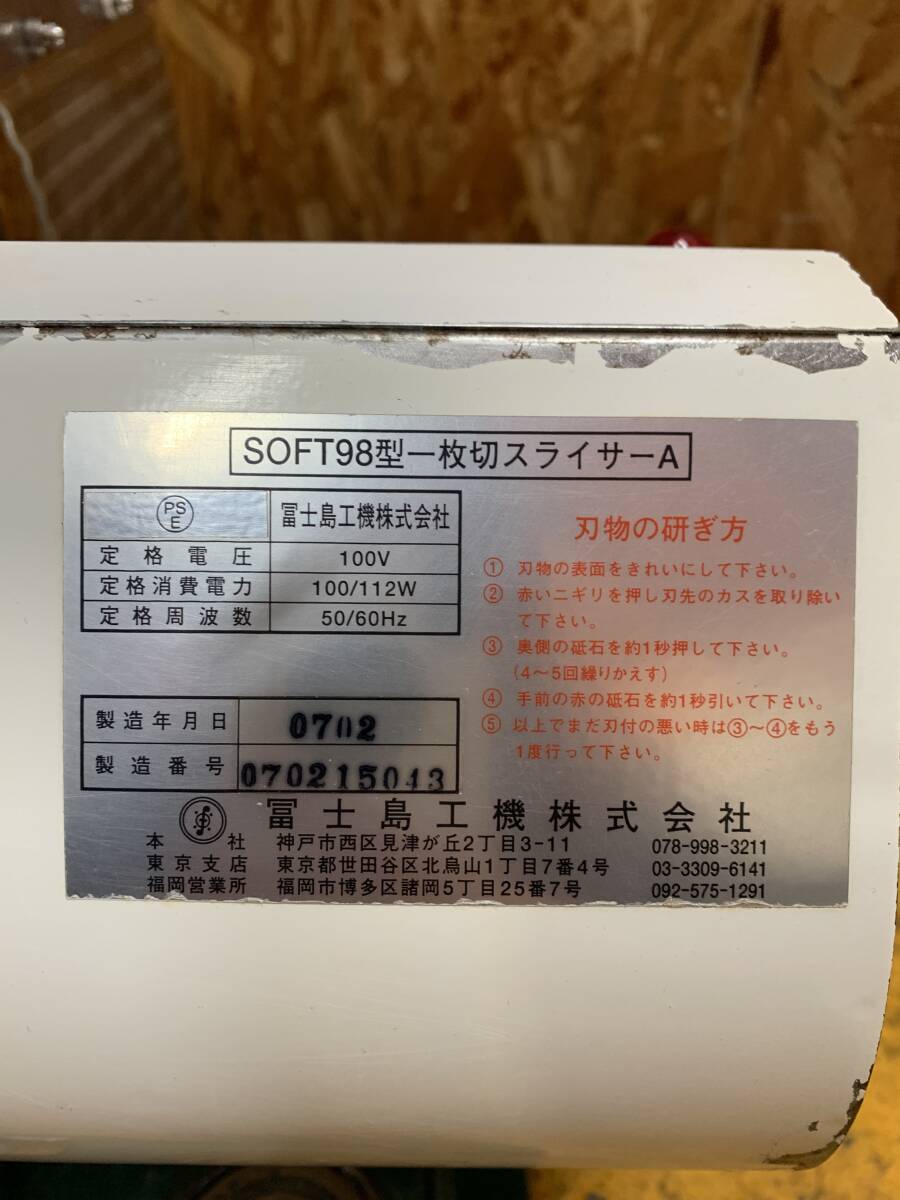 SOFT98型一枚切スライサーA
PS
E
冨士島工機株式会社
定格電圧 100V
定格消費電力 100/112W
定格周波数 50/60Hz
製造年月日 0702
製造番号 070215043
刃物の研ぎ方
① 刃物の表面をきれいにして下さい。
② 赤いニギリを押し刃先のカスを取り除い
て下さい。
③ 奥側の砥石を約1秒押して下さい。
(4～5回繰りかえす)
④ 手前の赤の砥石を約1秒引いて下さい。
⑤ 以上でまだ刃付の悪い時は③～④をもう
1度行って下さい。
冨士島工機株式会社
本社 神戸市西区見津が丘2丁目3-11 078-998-3211
東京支店 東京都世田谷区北烏山1丁目7番4号 03-3309-6141
福岡営業所 福岡市博多区諸岡5丁目25番7号 092-575-1291